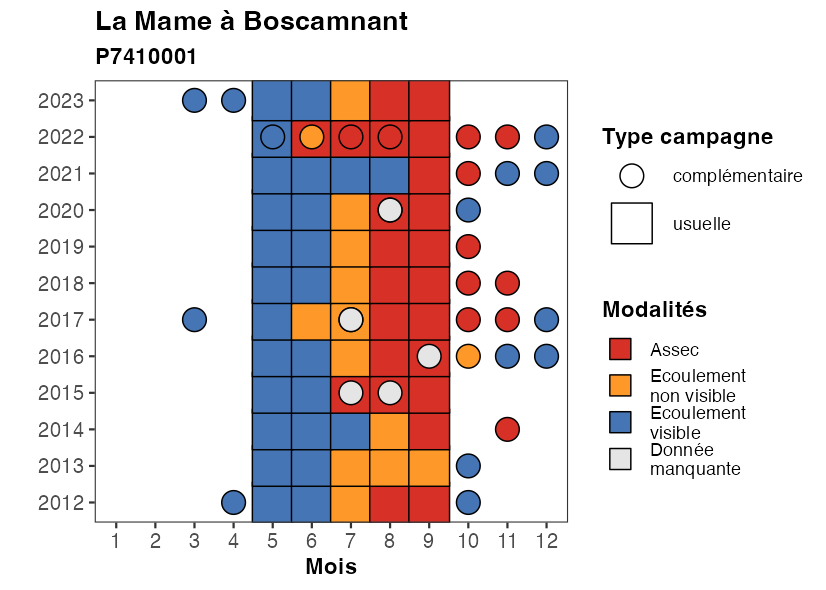 La Mame à Boscamnant
P7410001
2023
2022
2021
2020
2019
2018
2017
2016
2015
2014
2013
2012
1 2 3 4 5 6 7 8 9 10 11 12
Mois
Type campagne
complémentaire
usuelle
Modalités
Assec
Ecoulement
non visible
Ecoulement
visible
Donnée
manquante